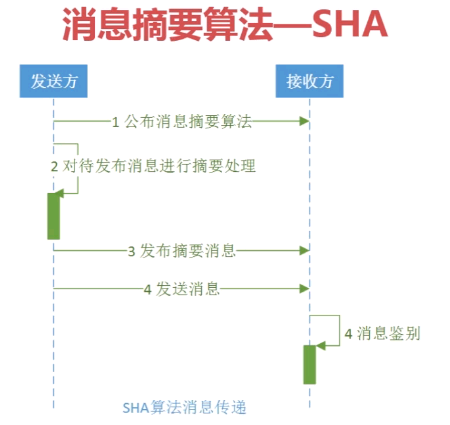 消息摘要算法—SHA
发送方
接收方
1 公布消息摘要算法
2 对待发布消息进行摘要处理
3 发布摘要消息
4 发送消息
4 消息鉴别
SHA算法消息传递